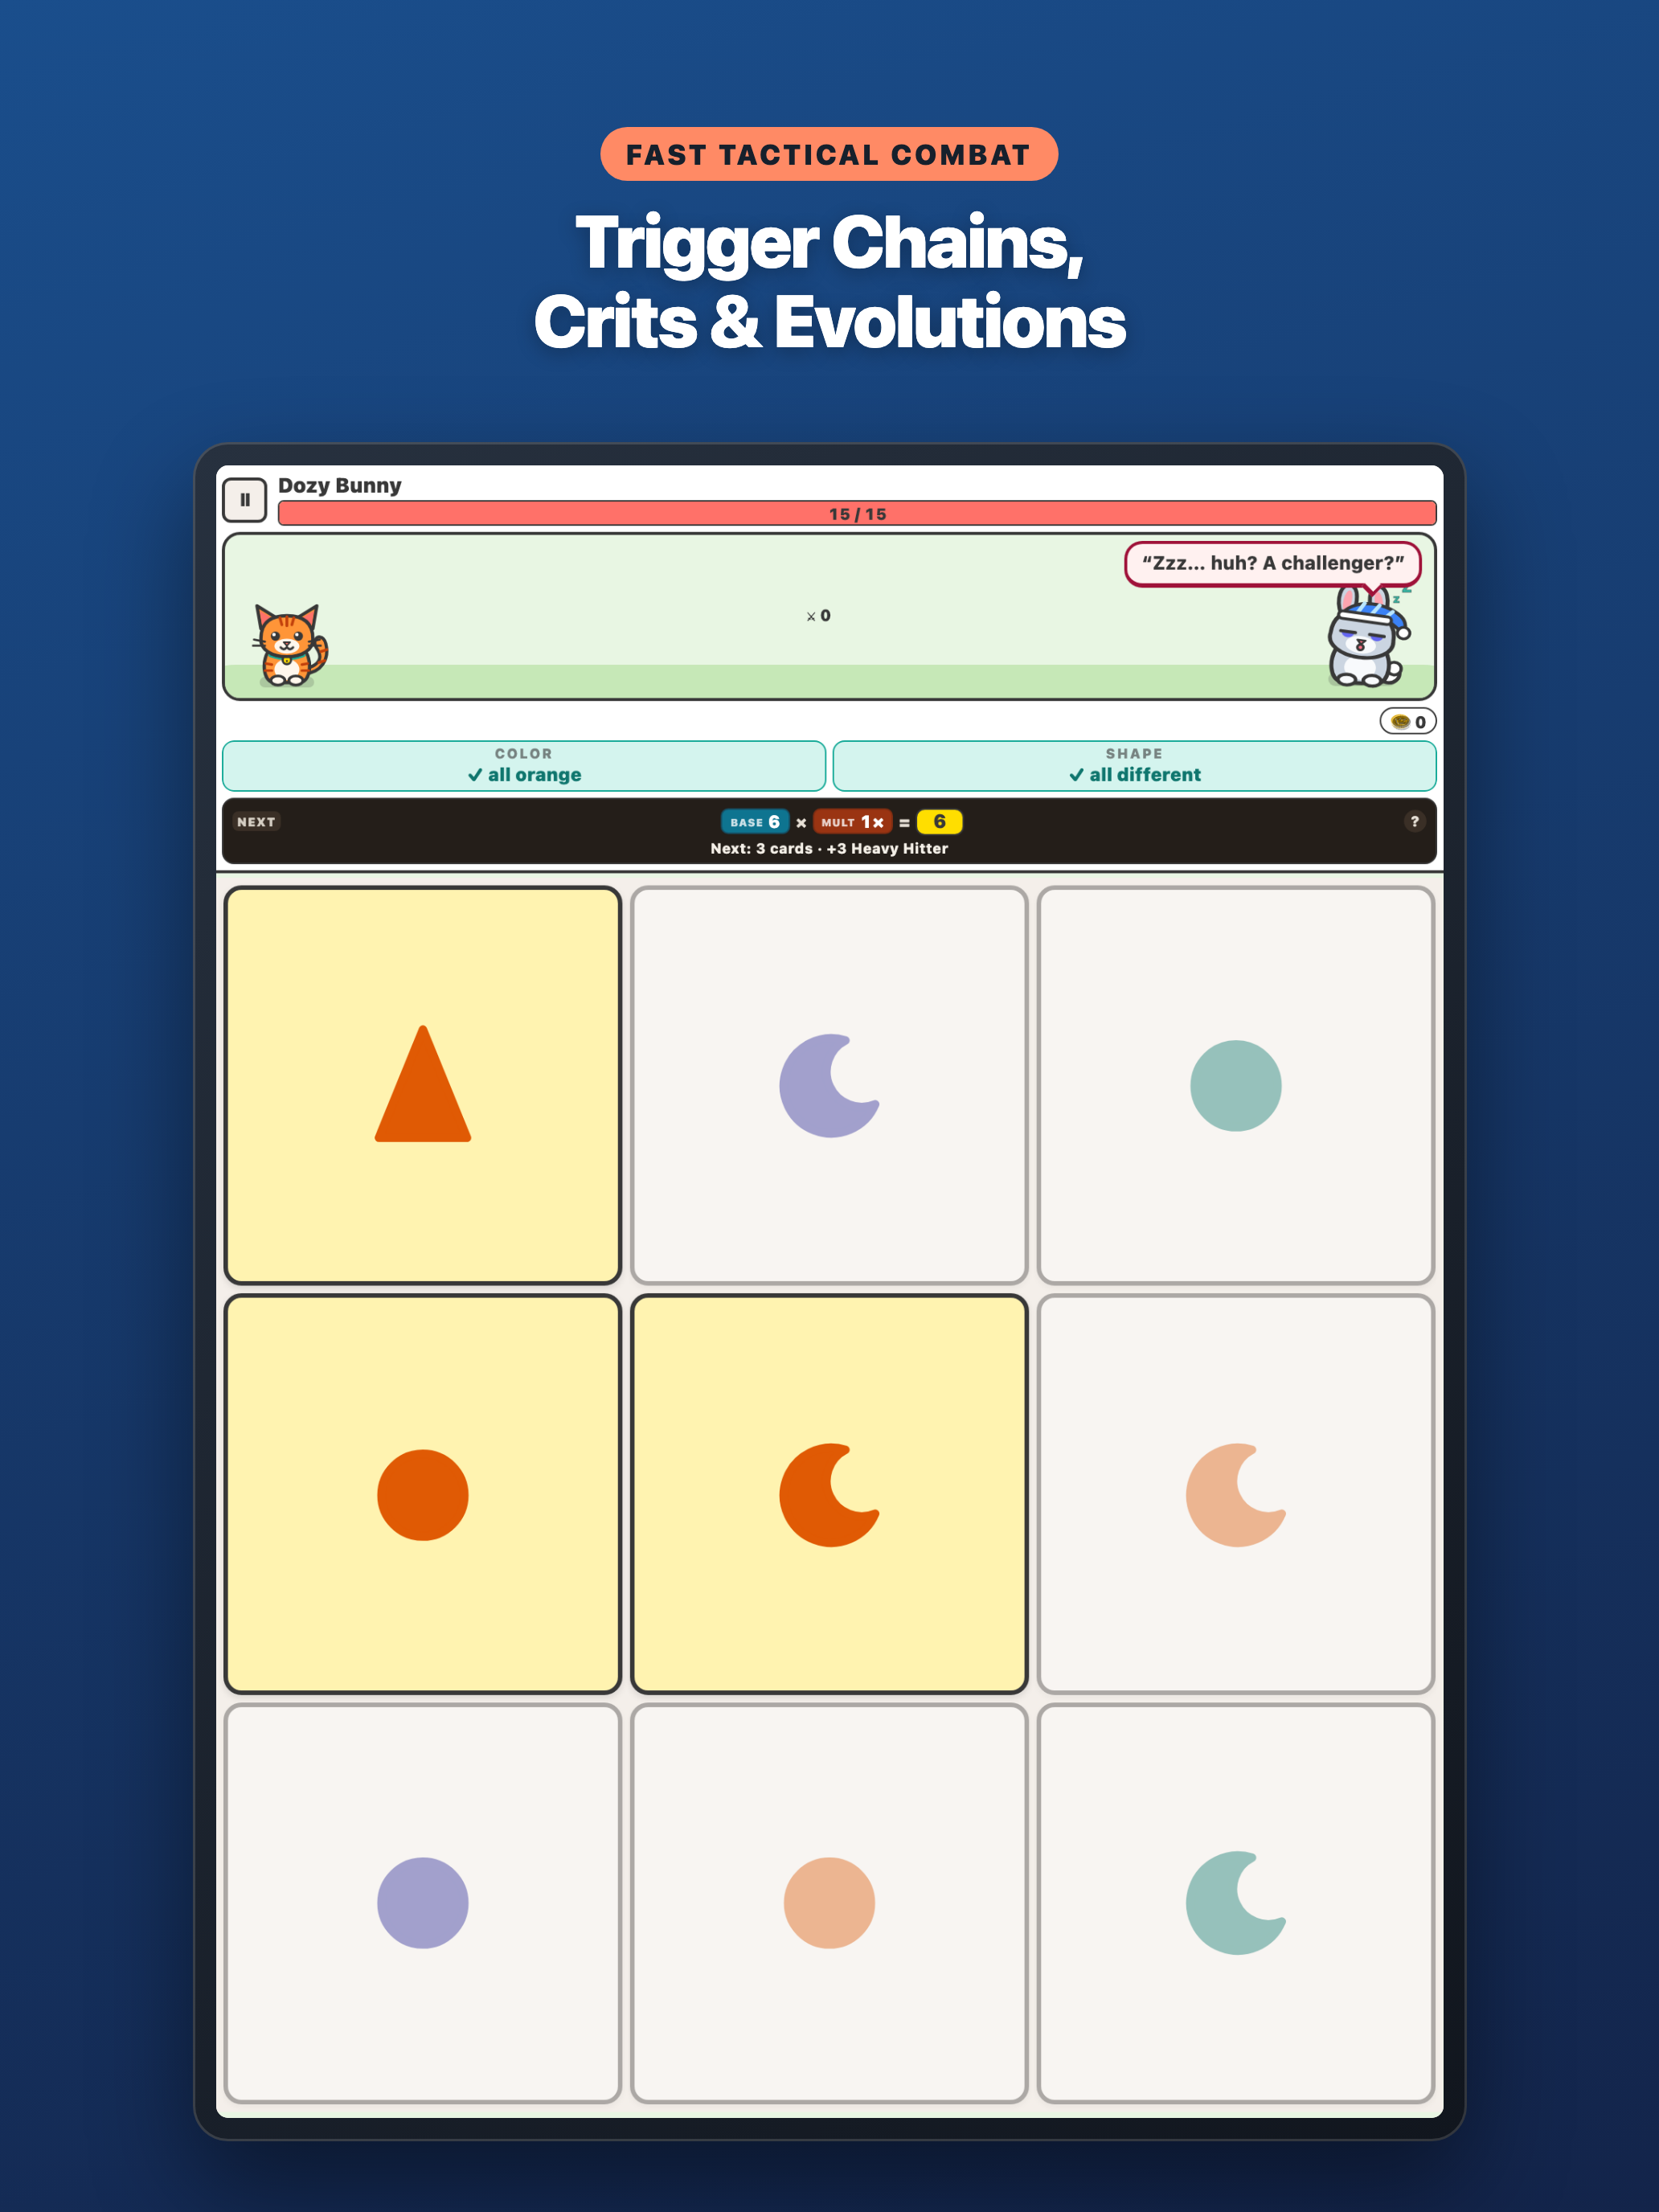 FAST TACTICAL COMBAT
Trigger Chains,
Crits & Evolutions
Dozy Bunny
15 / 15
“Zzz... huh? A challenger?”
z z
⚔ 0
0
COLOR
✓ all orange
SHAPE
✓ all different
NEXT
BASE 6 × MULT 1× = 6
?
Next: 3 cards · +3 Heavy Hitter